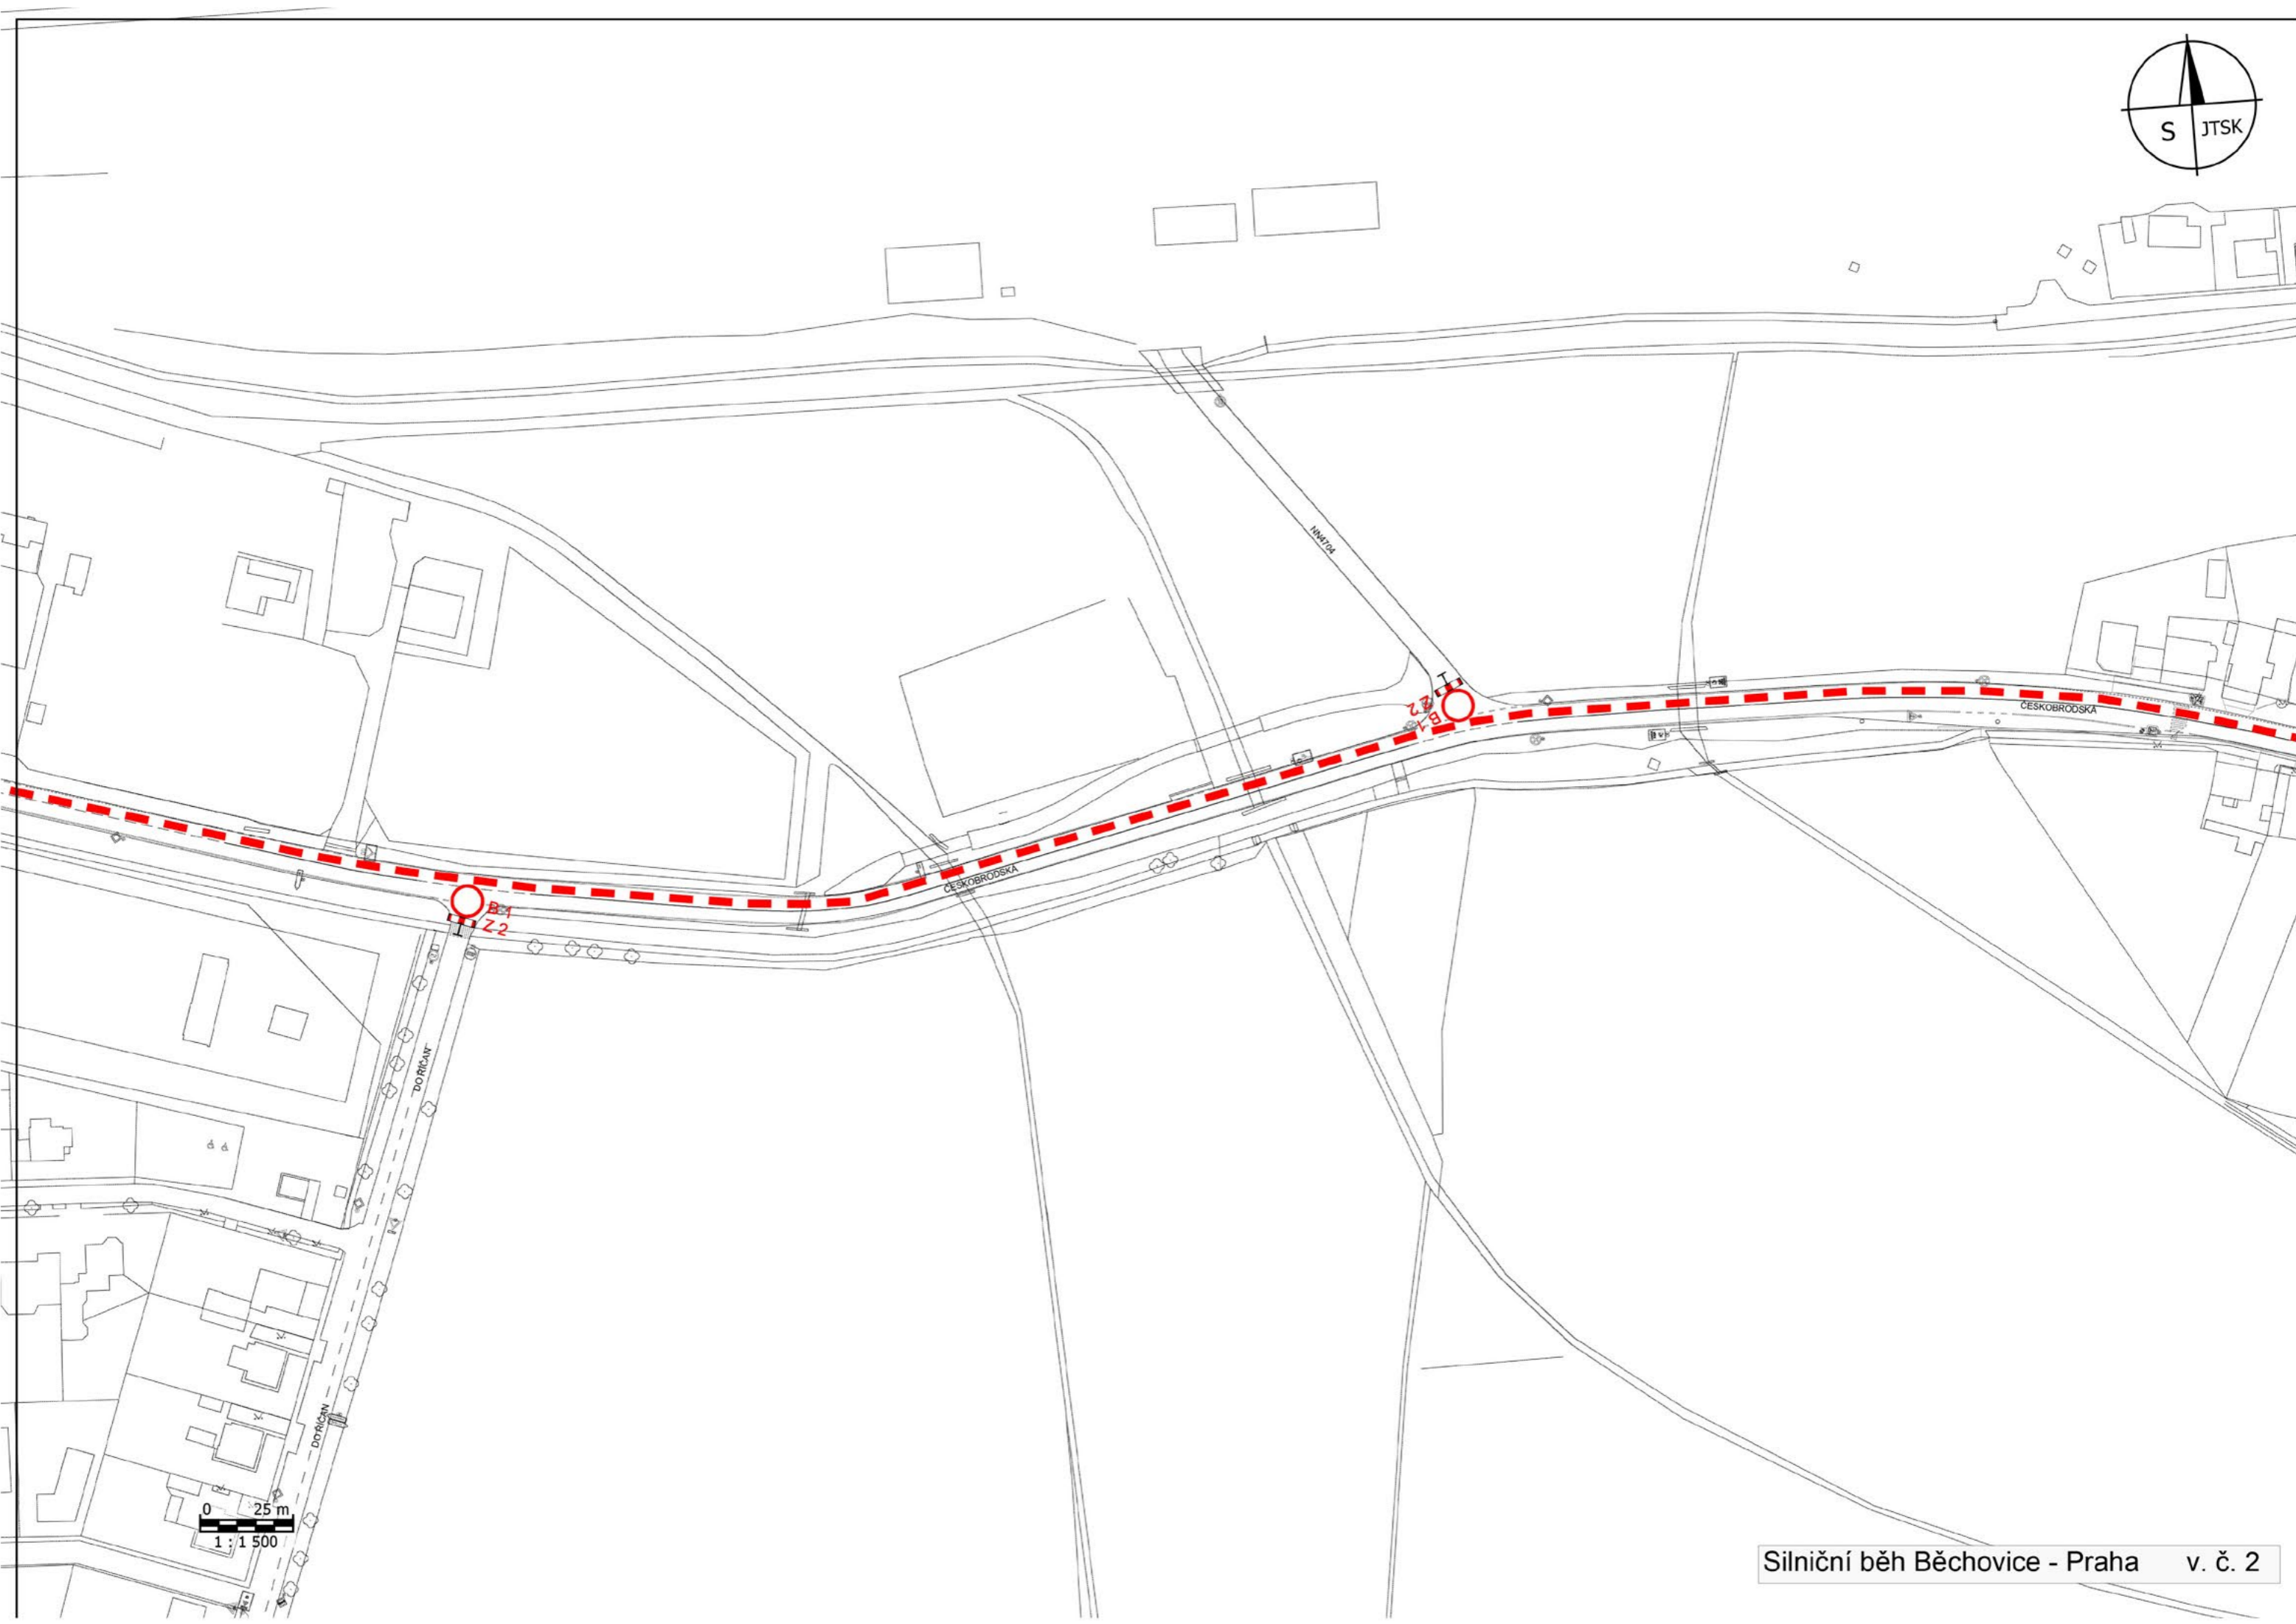 S JTSK
NN4704
B 1
Z 2
ČESKOBRODSKÁ
ČESKOBRODSKÁ
B 1
Z 2
DO ŘÍČAN
DO ŘÍČAN
0 25 m
1 : 1 500
Silniční běh Běchovice - Praha v. č. 2